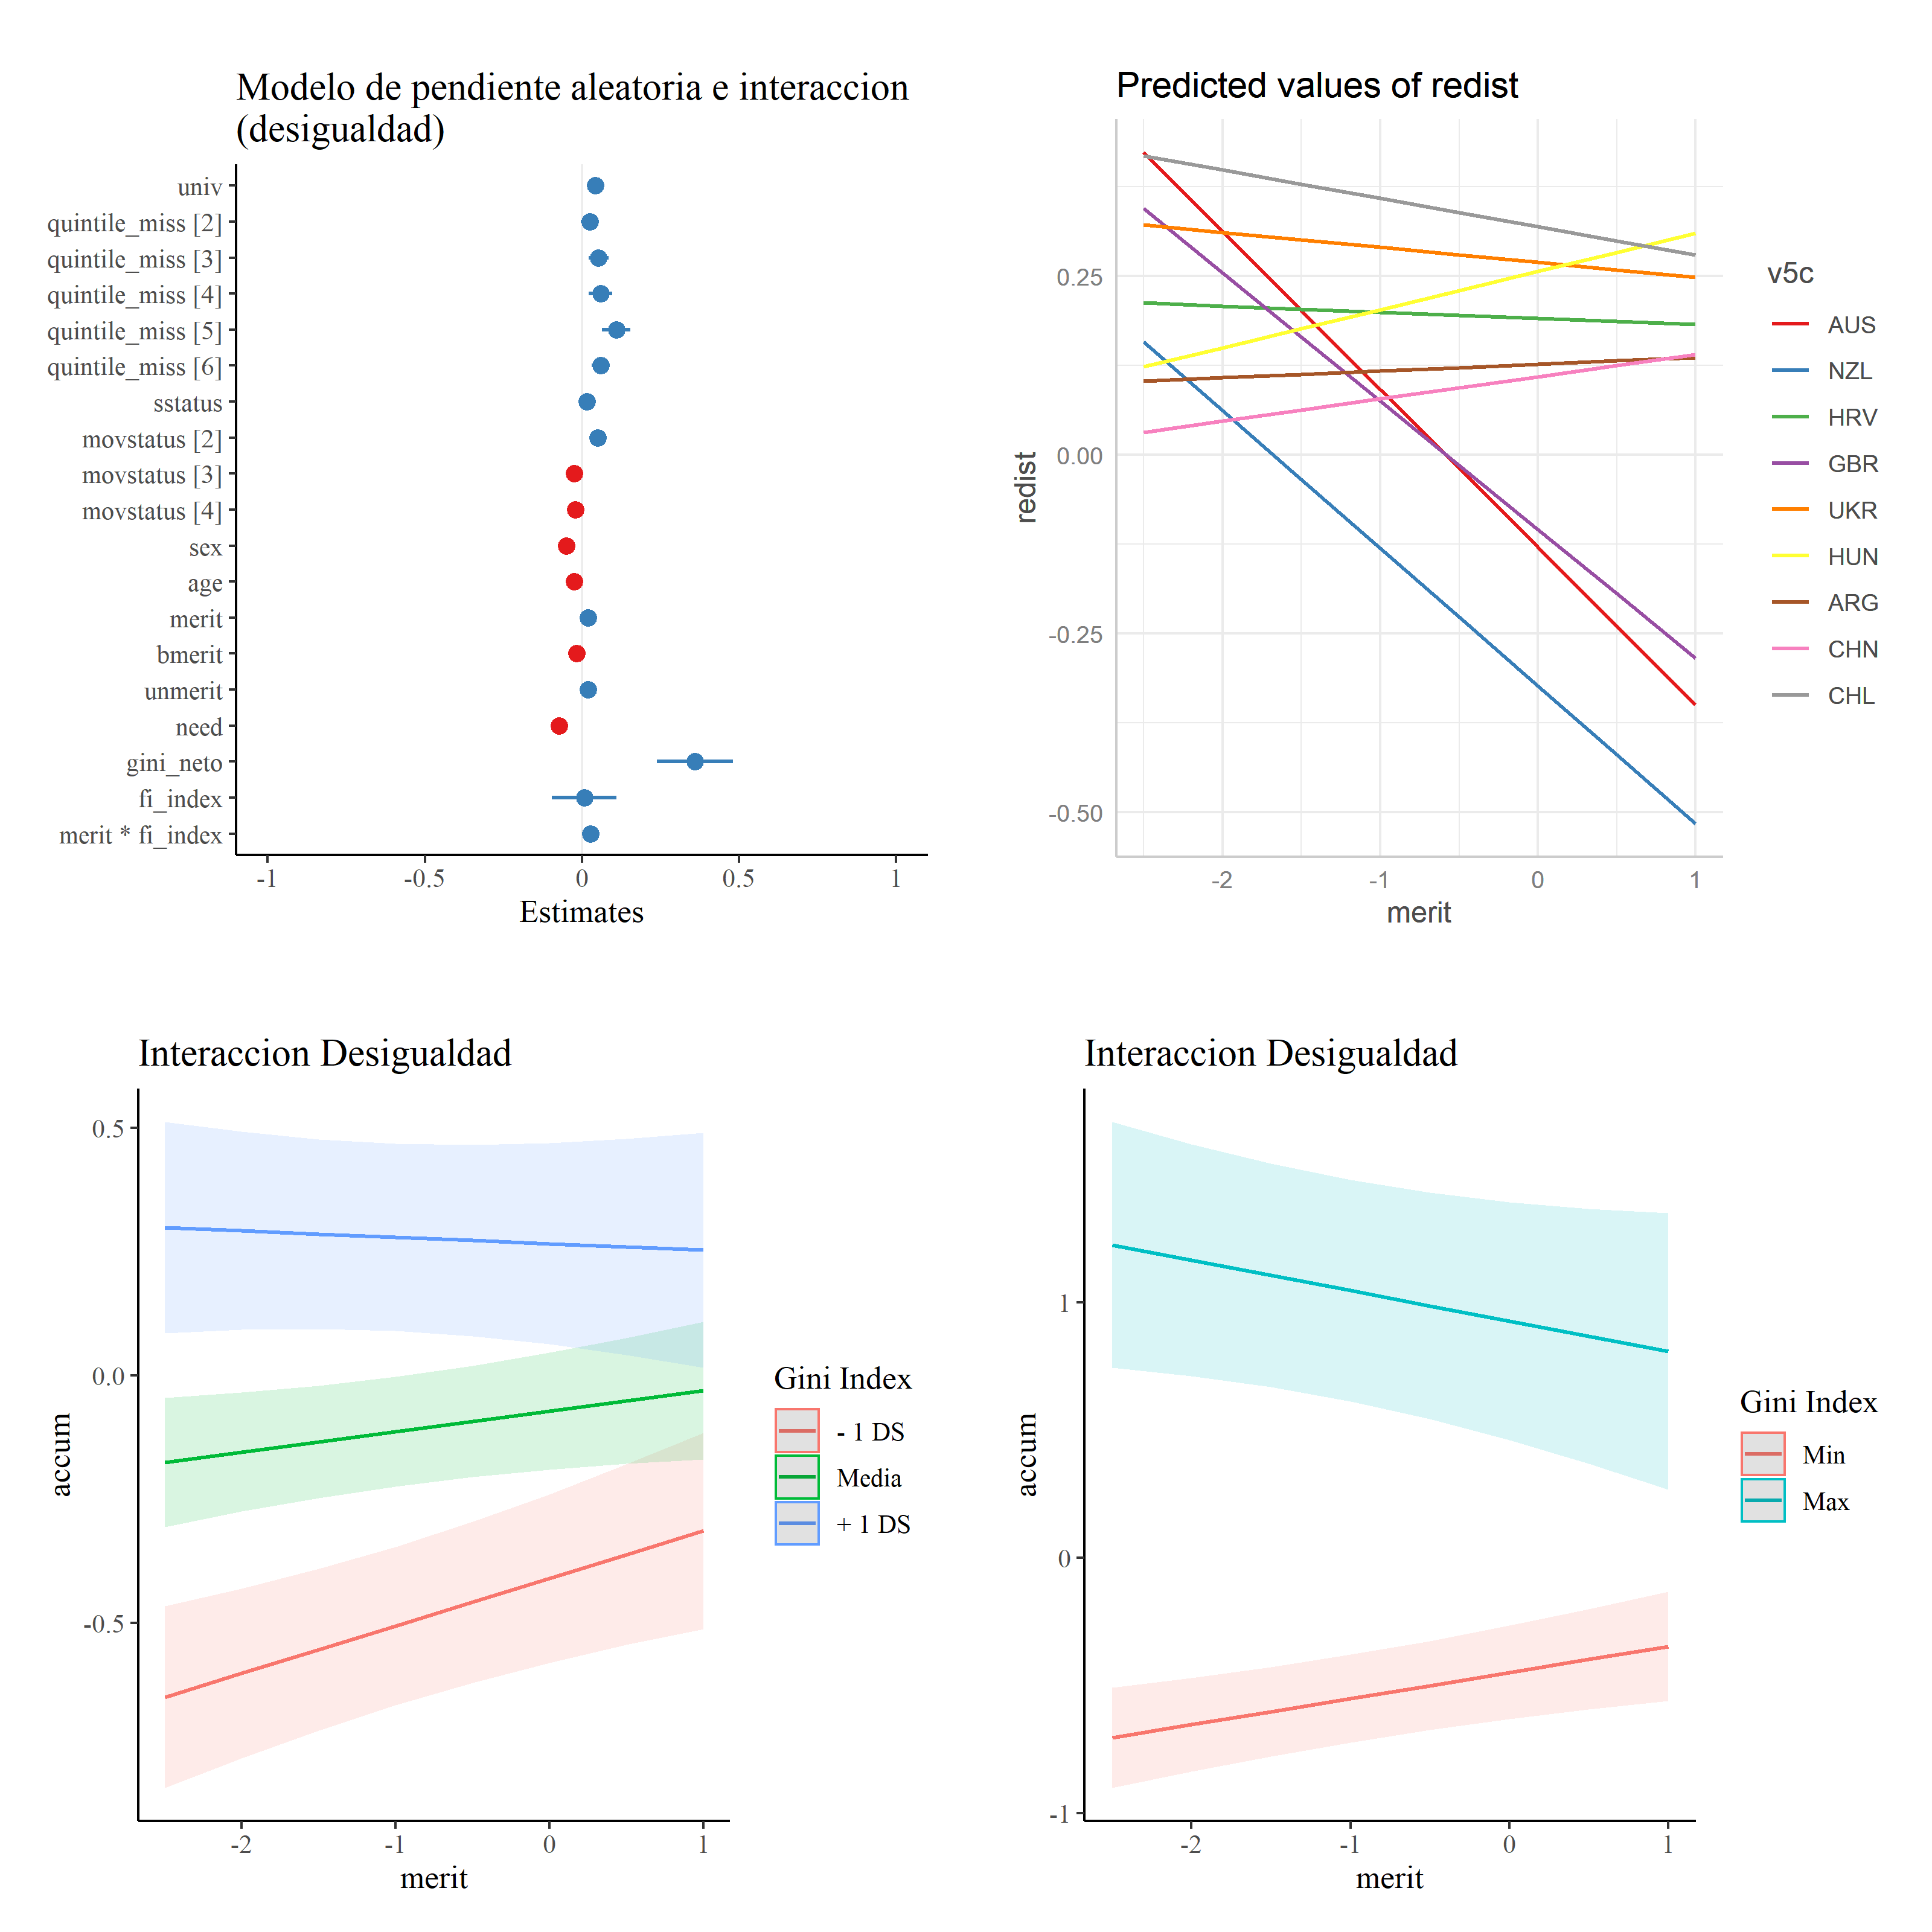 Modelo de pendiente aleatoria e interaccion
(desigualdad)
univ
quintile_miss [2]
quintile_miss [3]
quintile_miss [4]
quintile_miss [5]
quintile_miss [6]
sstatus
movstatus [2]
movstatus [3]
movstatus [4]
sex
age
merit
bmerit
unmerit
need
gini_neto
fi_index
merit * fi_index
-1 -0.5 0 0.5 1
Estimates
Predicted values of redist
redist
0.25
0.00
-0.25
-0.50
-2 -1 0 1
merit
v5c
AUS
NZL
HRV
GBR
UKR
HUN
ARG
CHN
CHL
Interaccion Desigualdad
accum
0.5
0.0
-0.5
-2 -1 0 1
merit
Gini Index
- 1 DS
Media
+ 1 DS
Interaccion Desigualdad
accum
1
0
-1
-2 -1 0 1
merit
Gini Index
Min
Max